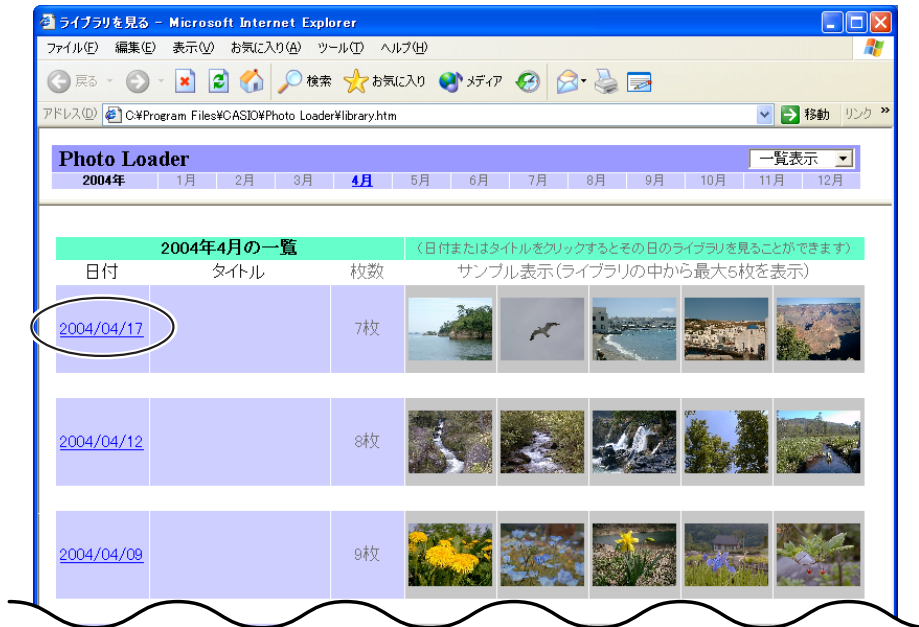 ライブラリを見る - Microsoft Internet Explorer
ファイル(F) 編集(E) 表示(V) お気に入り(A) ツール(T) ヘルプ(H)
戻る 検索 お気に入り メディア
アドレス(D) C:¥Program Files¥CASIO¥Photo Loader¥library.htm 移動 リンク »
Photo Loader 一覧表示
2004年 1月 2月 3月 4月 5月 6月 7月 8月 9月 10月 11月 12月
2004年4月の一覧 (日付またはタイトルをクリックするとその日のライブラリを見ることができます)
日付 タイトル 枚数 サンプル表示(ライブラリの中から最大5枚を表示)
2004/04/17 7枚
2004/04/12 8枚
2004/04/09 9枚